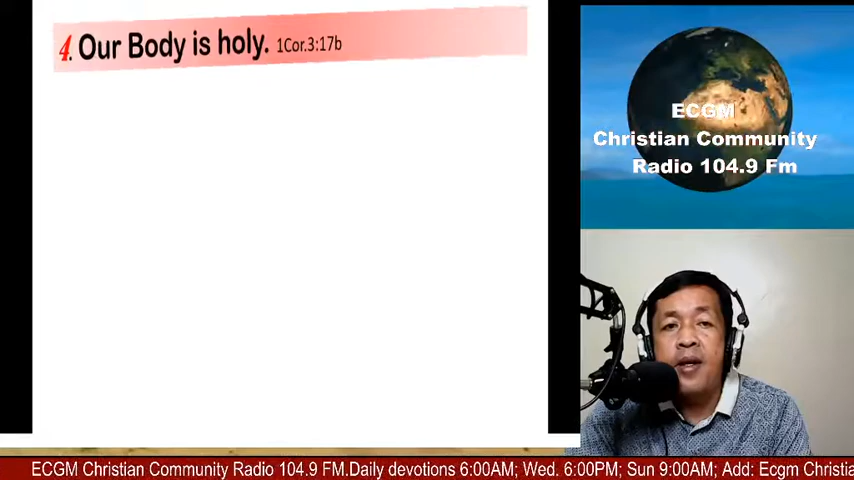 4. Our Body is holy. 1Cor.3:17b
ECGM
Christian Community
Radio 104.9 Fm
ECGM Christian Community Radio 104.9 FM.Daily devotions 6:00AM; Wed. 6:00PM; Sun 9:00AM; Add: Ecgm Christia